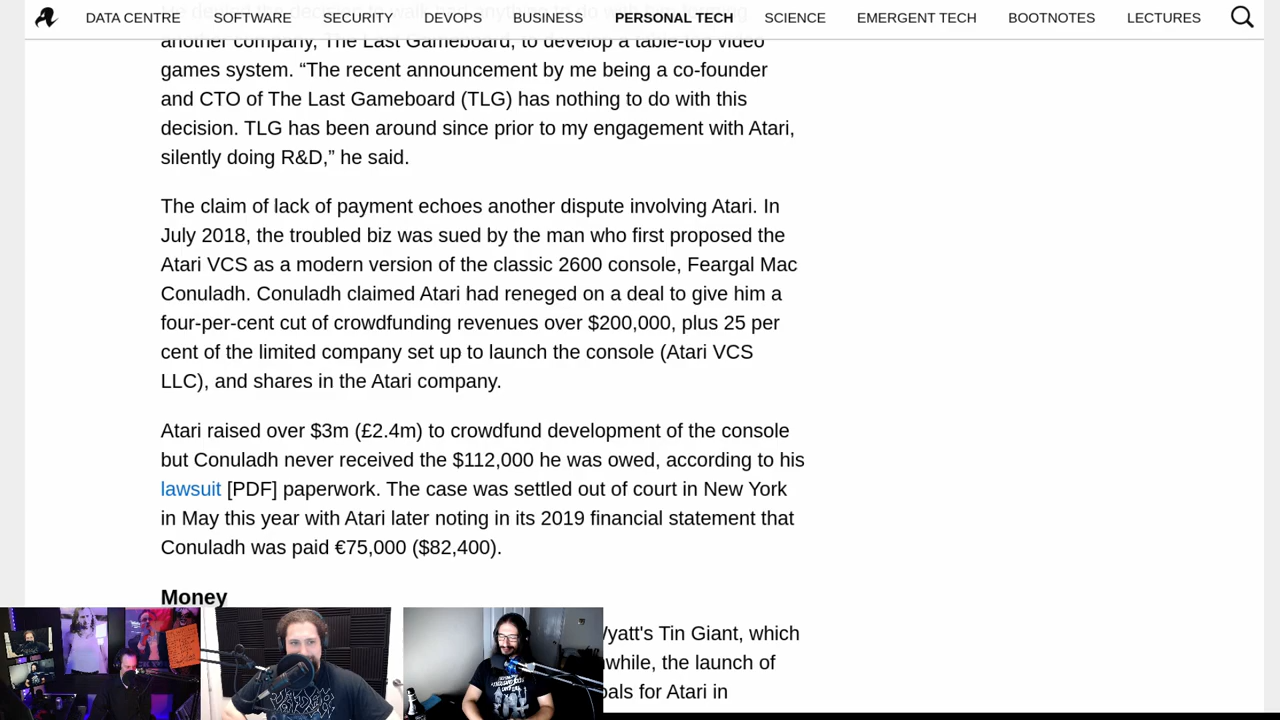 DATA CENTRE SOFTWARE SECURITY DEVOPS BUSINESS PERSONAL TECH SCIENCE EMERGENT TECH BOOTNOTES LECTURES
another company, The Last Gameboard, to develop a table-top video
games system. “The recent announcement by me being a co-founder
and CTO of The Last Gameboard (TLG) has nothing to do with this
decision. TLG has been around since prior to my engagement with Atari,
silently doing R&D,” he said.
The claim of lack of payment echoes another dispute involving Atari. In
July 2018, the troubled biz was sued by the man who first proposed the
Atari VCS as a modern version of the classic 2600 console, Feargal Mac
Conuladh. Conuladh claimed Atari had reneged on a deal to give him a
four-per-cent cut of crowdfunding revenues over $200,000, plus 25 per
cent of the limited company set up to launch the console (Atari VCS
LLC), and shares in the Atari company.
Atari raised over $3m (£2.4m) to crowdfund development of the console
but Conuladh never received the $112,000 he was owed, according to his
lawsuit [PDF] paperwork. The case was settled out of court in New York
in May this year with Atari later noting in its 2019 financial statement that
Conuladh was paid €75,000 ($82,400).
Money
Wyatt's Tin Giant, which
the launch of
for Atari in